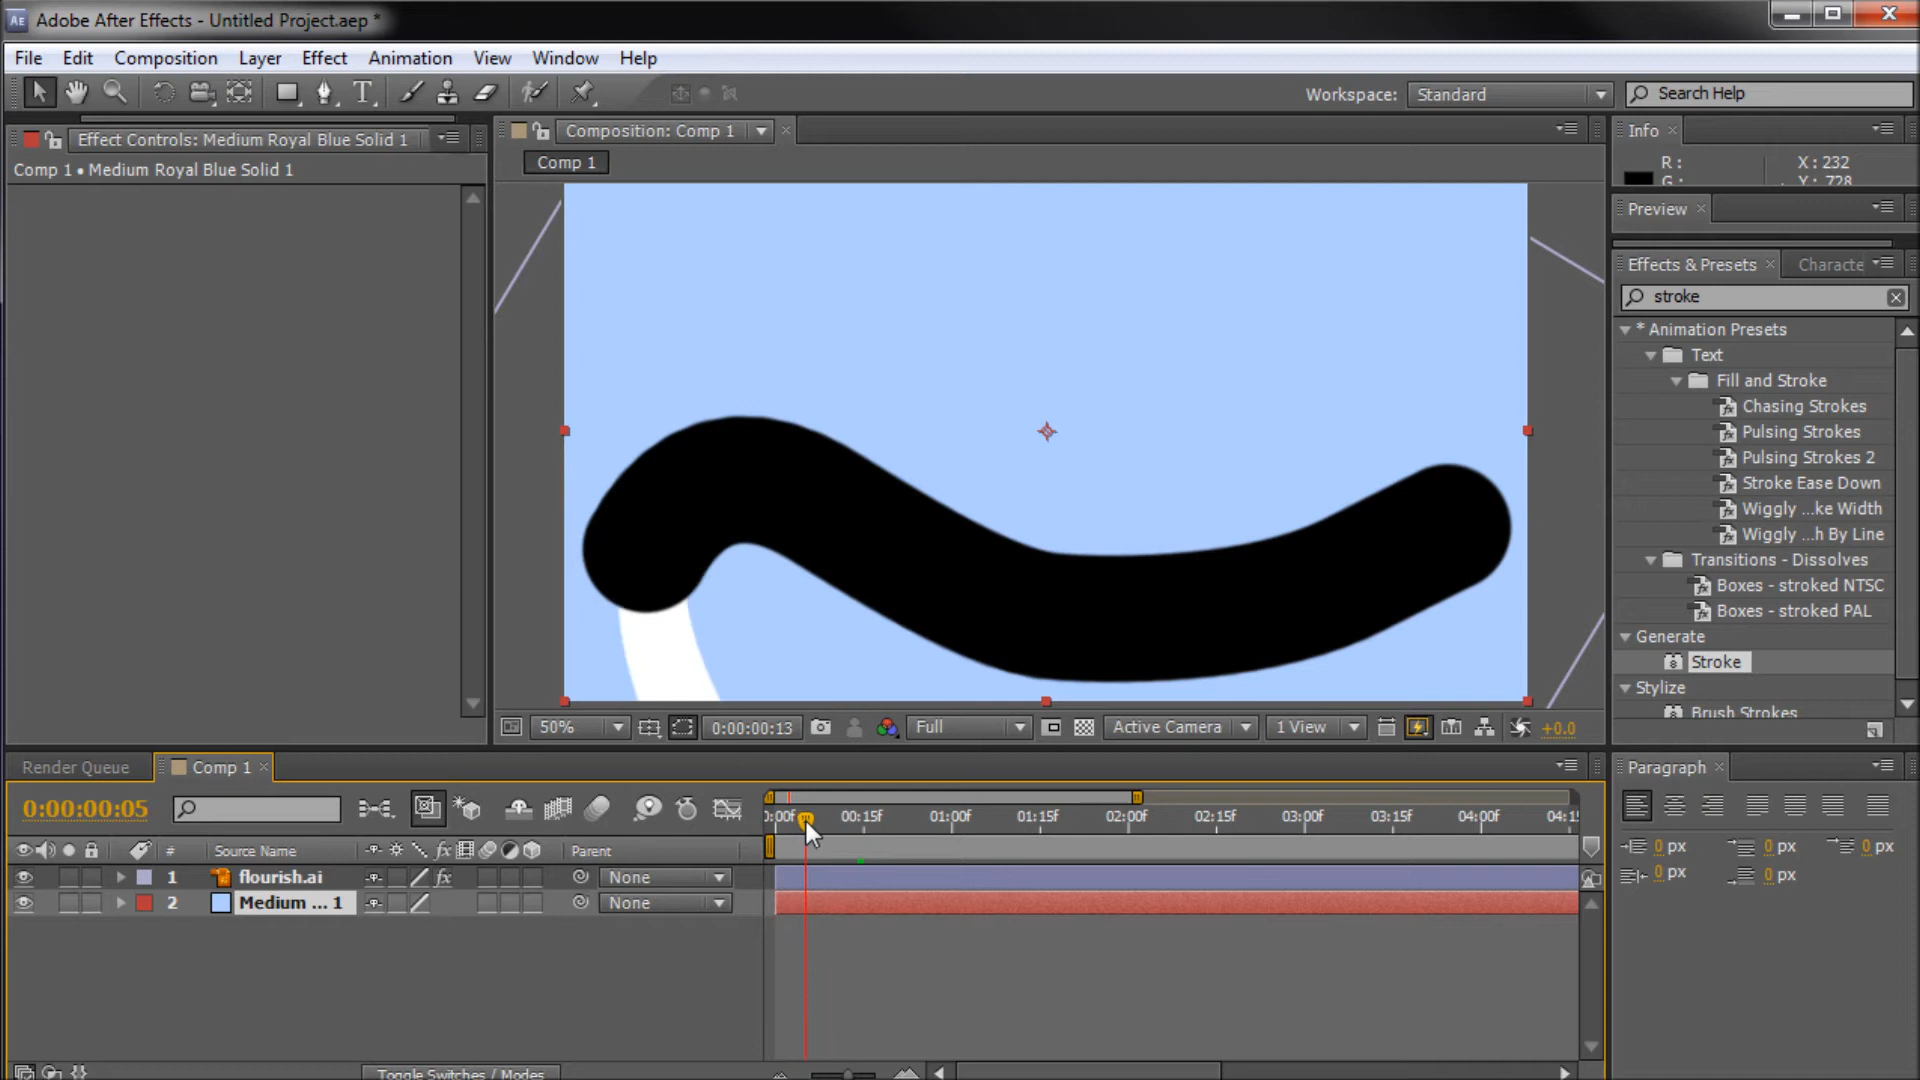 AE Adobe After Effects - Untitled Project.aep *
File Edit Composition Layer Effect Animation View Window Help
T Workspace: Standard Search Help
Effect Controls: Medium Royal Blue Solid 1
Comp 1 • Medium Royal Blue Solid 1
Composition: Comp 1
Comp 1
Info
R : X : 232
G : Y : 728
Preview
Effects & Presets Characte
stroke
* Animation Presets
Text
Fill and Stroke
Chasing Strokes
Pulsing Strokes
Pulsing Strokes 2
Stroke Ease Down
Wiggly ...ke Width
Wiggly ...h By Line
Transitions - Dissolves
Boxes - stroked NTSC
Boxes - stroked PAL
Generate
Stroke
Stylize
Brush Strokes
50% 0:00:00:13 Full Active Camera 1 View +0.0
Render Queue Comp 1
0:00:00:05
):00f 00:15f 01:00f 01:15f 02:00f 02:15f 03:00f 03:15f 04:00f 04:15
# Source Name fx Parent
1 flourish.ai fx None
2 Medium ... 1 None
Toggle Switches / Modes
Paragraph
0 px 0 px 0 px
0 px 0 px